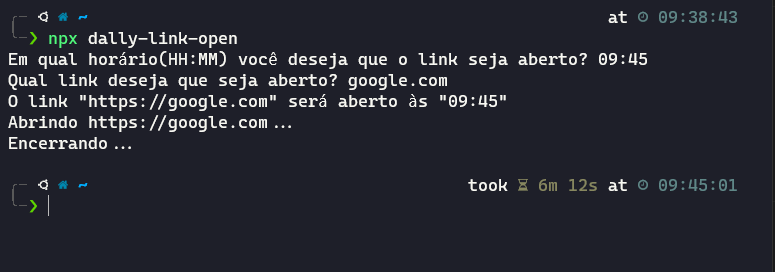 ~ at 09:38:43
❯ npx dally-link-open
Em qual horário(HH:MM) você deseja que o link seja aberto? 09:45
Qual link deseja que seja aberto? google.com
O link "https://google.com" será aberto às "09:45"
Abrindo https://google.com...
Encerrando...
~ took 6m 12s at 09:45:01
❯